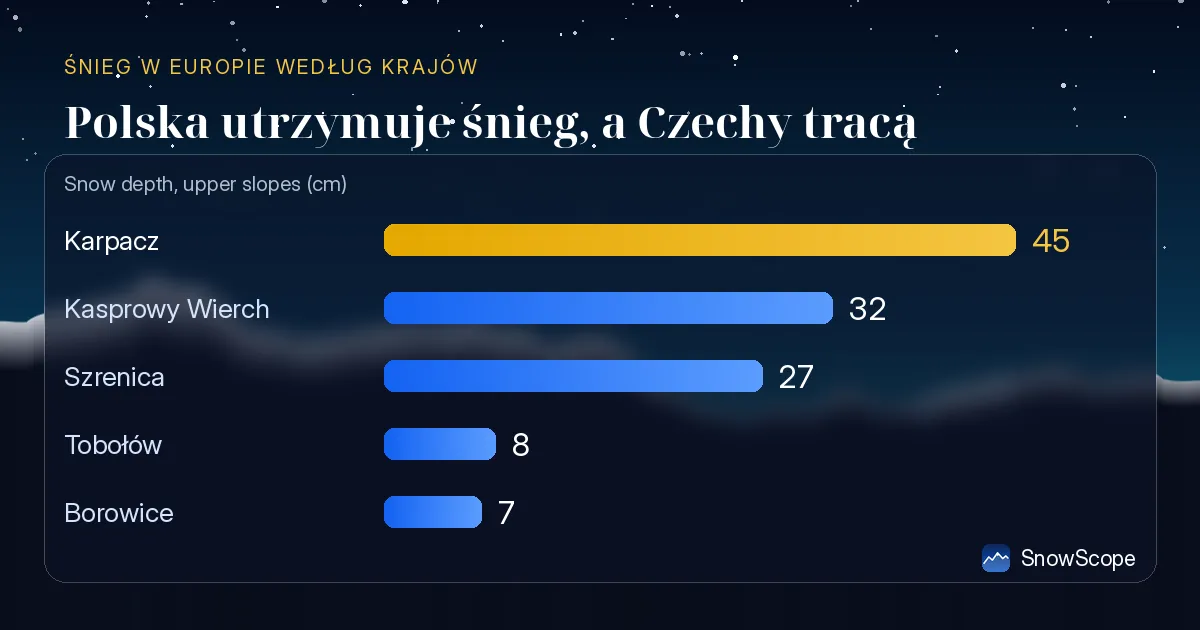 ŚNIEG W EUROPIE WEDŁUG KRAJÓW
Polska utrzymuje śnieg, a Czechy tracą
Snow depth, upper slopes (cm)
Karpacz 45
Kasprowy Wierch 32
Szrenica 27
Tobołów 8
Borowice 7
SnowScope